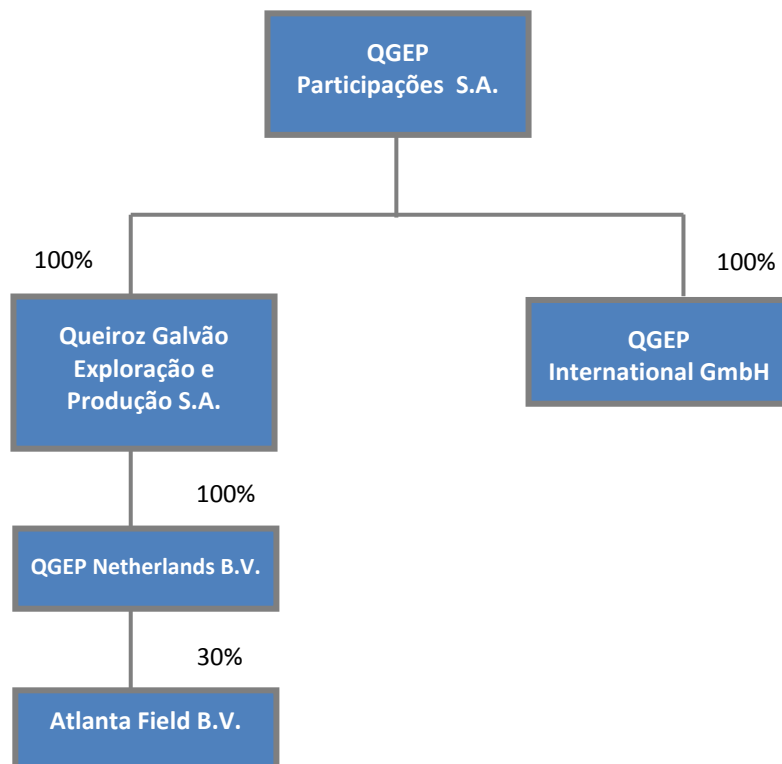 QGEP
Participações S.A.
100%
100%
Queiroz Galvão
Exploração e
Produção S.A.
QGEP
International GmbH
100%
QGEP Netherlands B.V.
30%
Atlanta Field B.V.